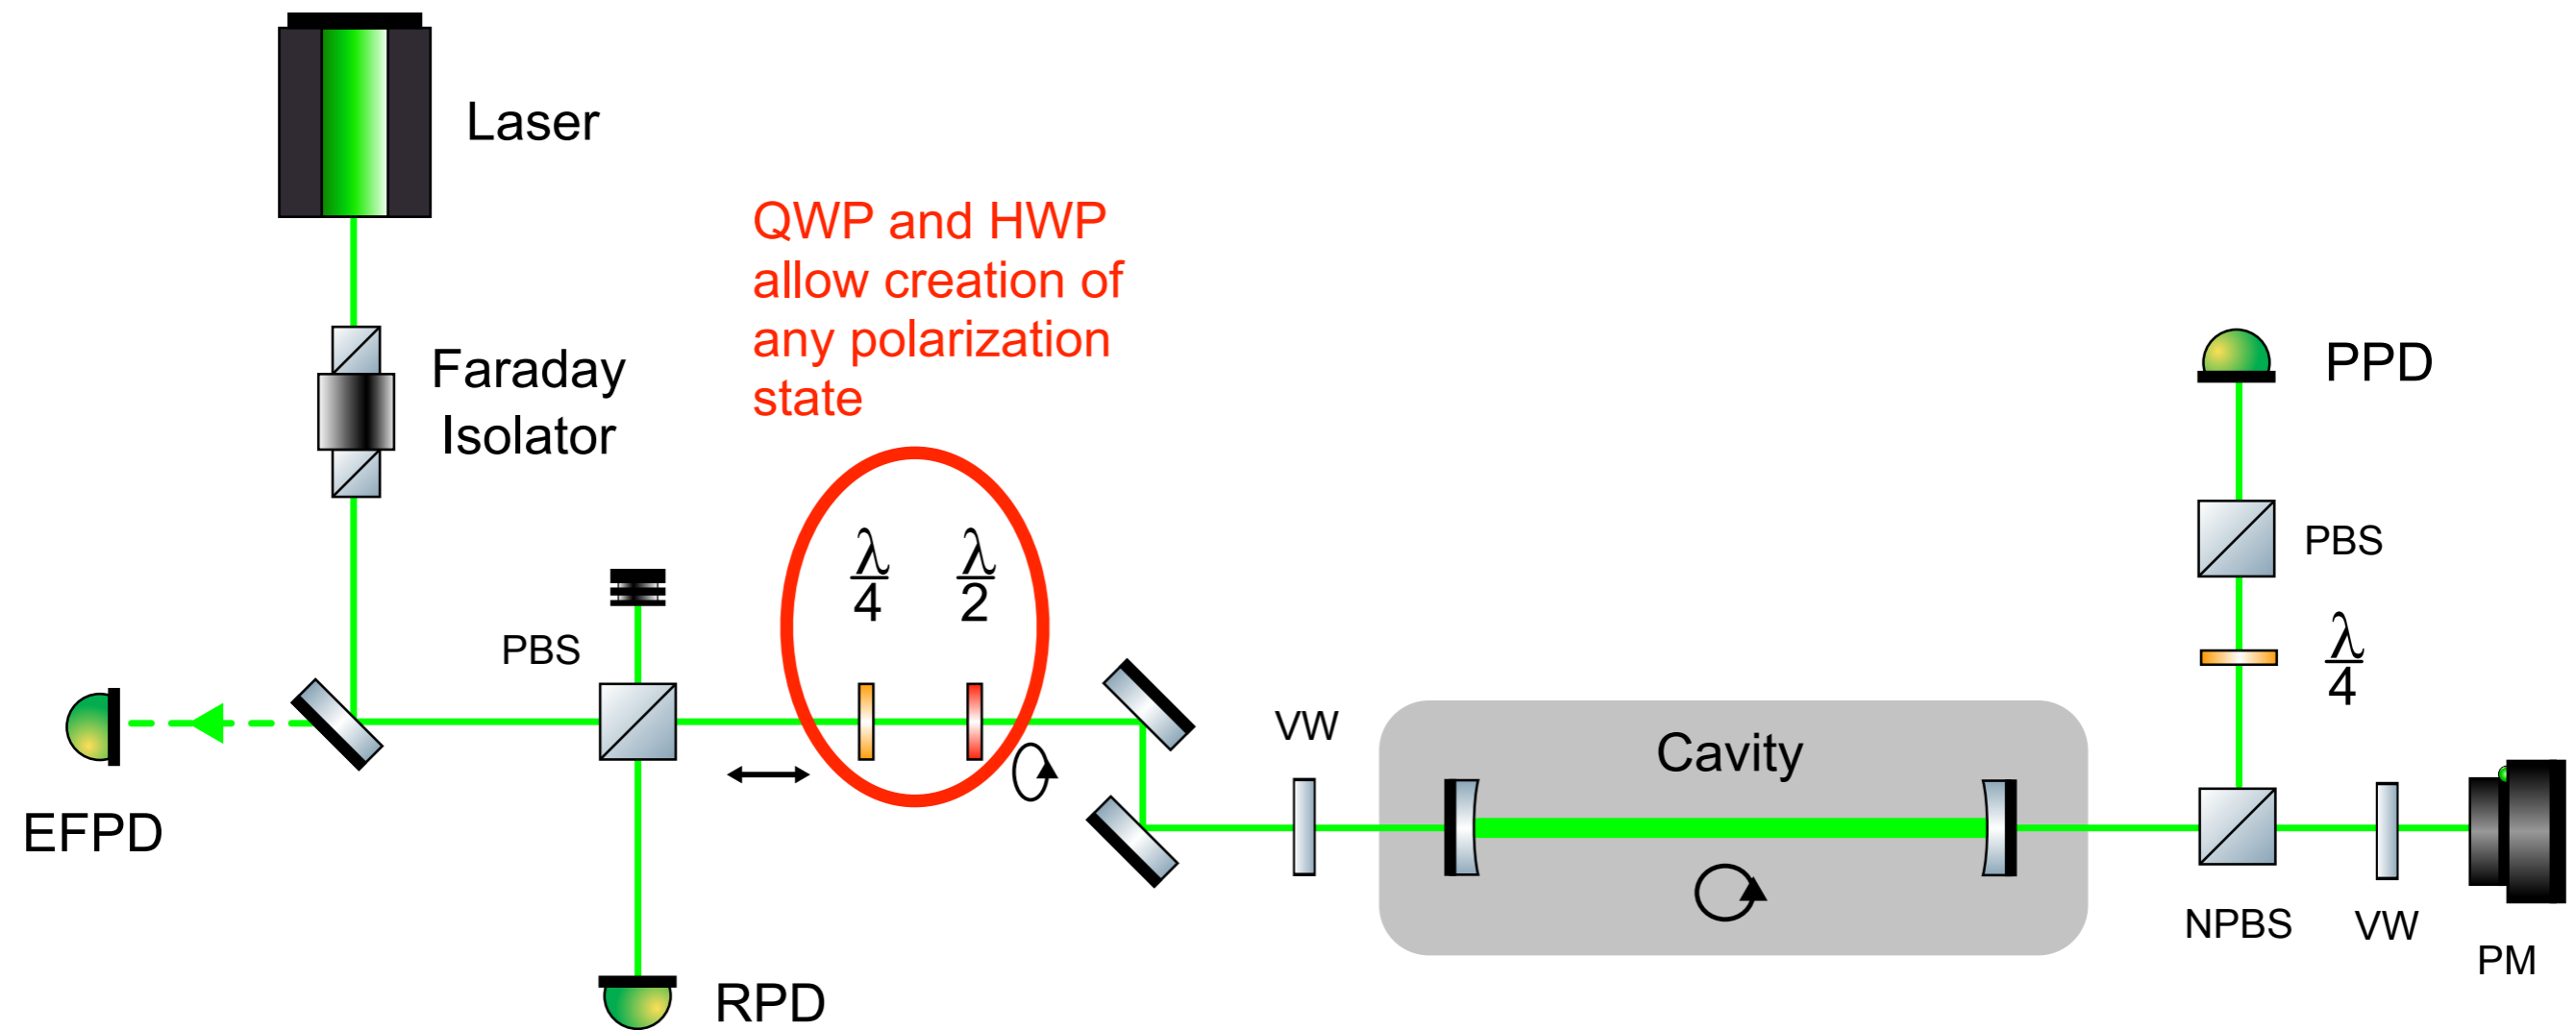 Laser
QWP and HWP
allow creation of
any polarization
state
Faraday
Isolator
PPD
PBS
λ
4
λ
2
PBS
λ
4
VW
Cavity
EFPD
RPD
NPBS
VW
PM